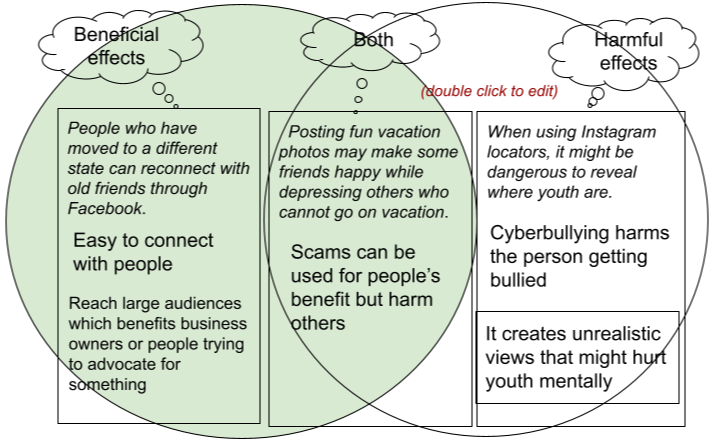 Beneficial
effects
Both
Harmful
effects
(double click to edit)
People who have
moved to a different
state can reconnect with
old friends through
Facebook.
Easy to connect
with people
Reach large audiences
which benefits business
owners or people trying
to advocate for
something
Posting fun vacation
photos may make some
friends happy while
depressing others who
cannot go on vacation.
Scams can be
used for people’s
benefit but harm
others
When using Instagram
locators, it might be
dangerous to reveal
where youth are.
Cyberbullying harms
the person getting
bullied
It creates unrealistic
views that might hurt
youth mentally